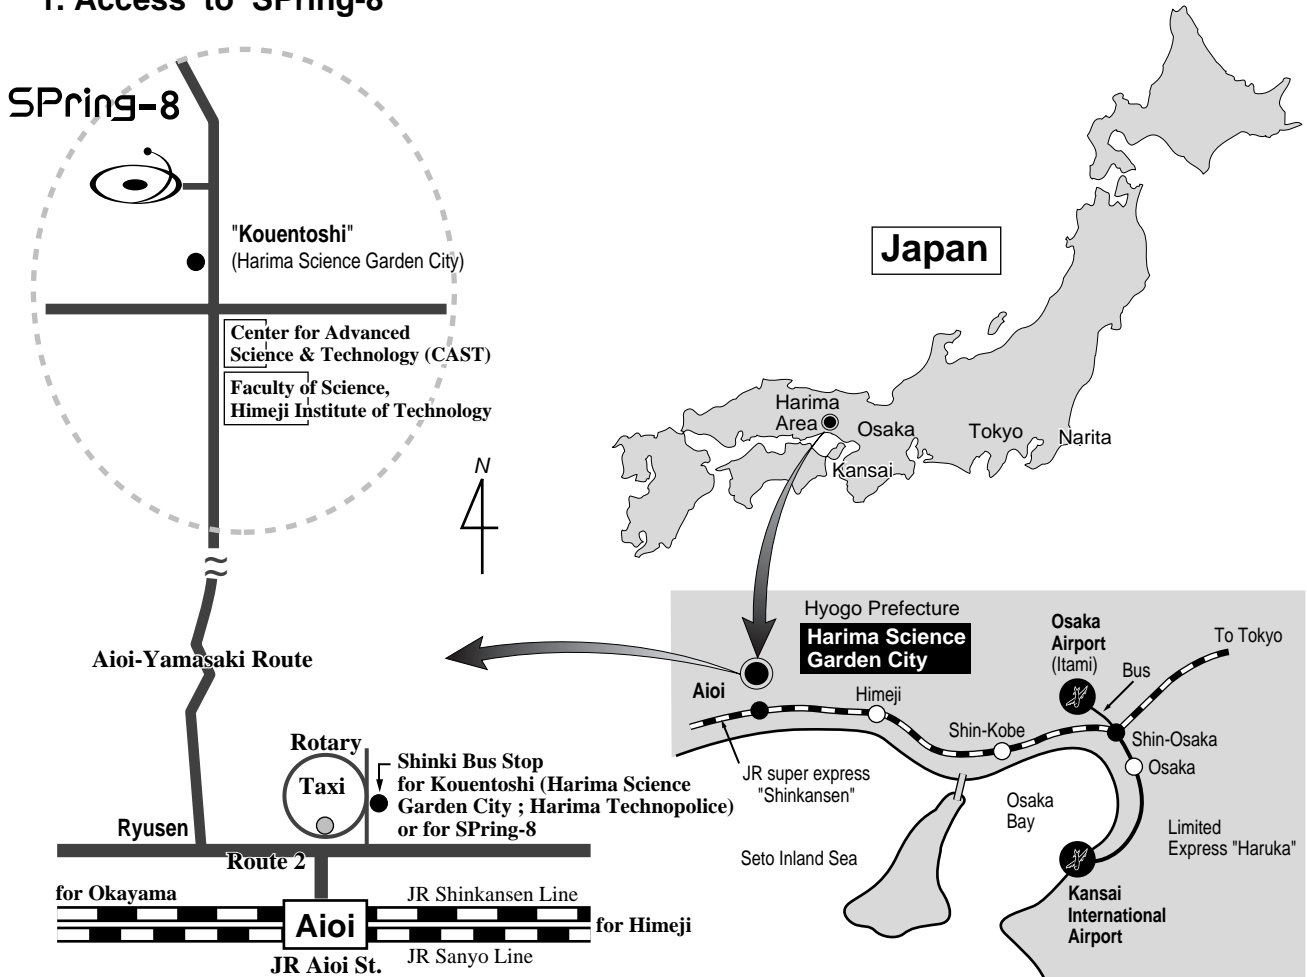 1. Access to SPring-8
SPring-8
"Kouentoshi"
(Harima Science Garden City)
Center for Advanced
Science & Technology (CAST)
Faculty of Science,
Himeji Institute of Technology
N
Aioi-Yamasaki Route
Rotary
Taxi
Shinki Bus Stop
for Kouentoshi (Harima Science
Garden City ; Harima Technopolice)
or for SPring-8
Ryusen
Route 2
for Okayama
JR Shinkansen Line
Aioi
for Himeji
JR Sanyo Line
JR Aioi St.
Japan
Harima
Area
Osaka
Tokyo
Narita
Kansai
Hyogo Prefecture
Harima Science
Garden City
Osaka
Airport
(Itami)
To Tokyo
Bus
Aioi
Himeji
Shin-Kobe
Shin-Osaka
Osaka
JR super express
"Shinkansen"
Osaka
Bay
Limited
Express "Haruka"
Seto Inland Sea
Kansai
International
Airport